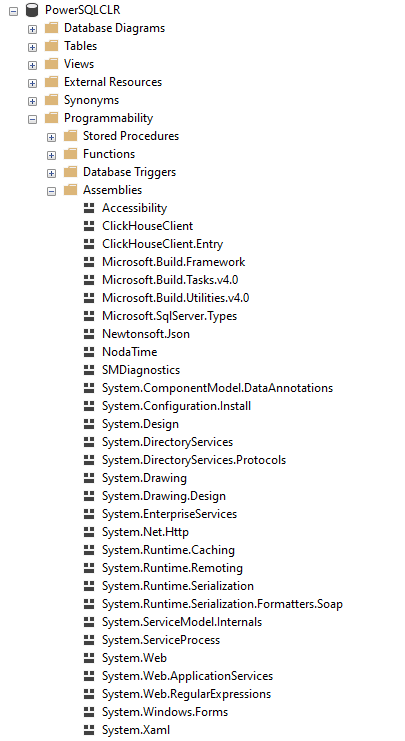 PowerSQLCLR
Database Diagrams
Tables
Views
External Resources
Synonyms
Programmability
Stored Procedures
Functions
Database Triggers
Assemblies
Accessibility
ClickHouseClient
ClickHouseClient.Entry
Microsoft.Build.Framework
Microsoft.Build.Tasks.v4.0
Microsoft.Build.Utilities.v4.0
Microsoft.SqlServer.Types
Newtonsoft.Json
NodaTime
SMDiagnostics
System.ComponentModel.DataAnnotations
System.Configuration.Install
System.Design
System.DirectoryServices
System.DirectoryServices.Protocols
System.Drawing
System.Drawing.Design
System.EnterpriseServices
System.Net.Http
System.Runtime.Caching
System.Runtime.Remoting
System.Runtime.Serialization
System.Runtime.Serialization.Formatters.Soap
System.ServiceModel.Internals
System.ServiceProcess
System.Web
System.Web.ApplicationServices
System.Web.RegularExpressions
System.Windows.Forms
System.Xaml